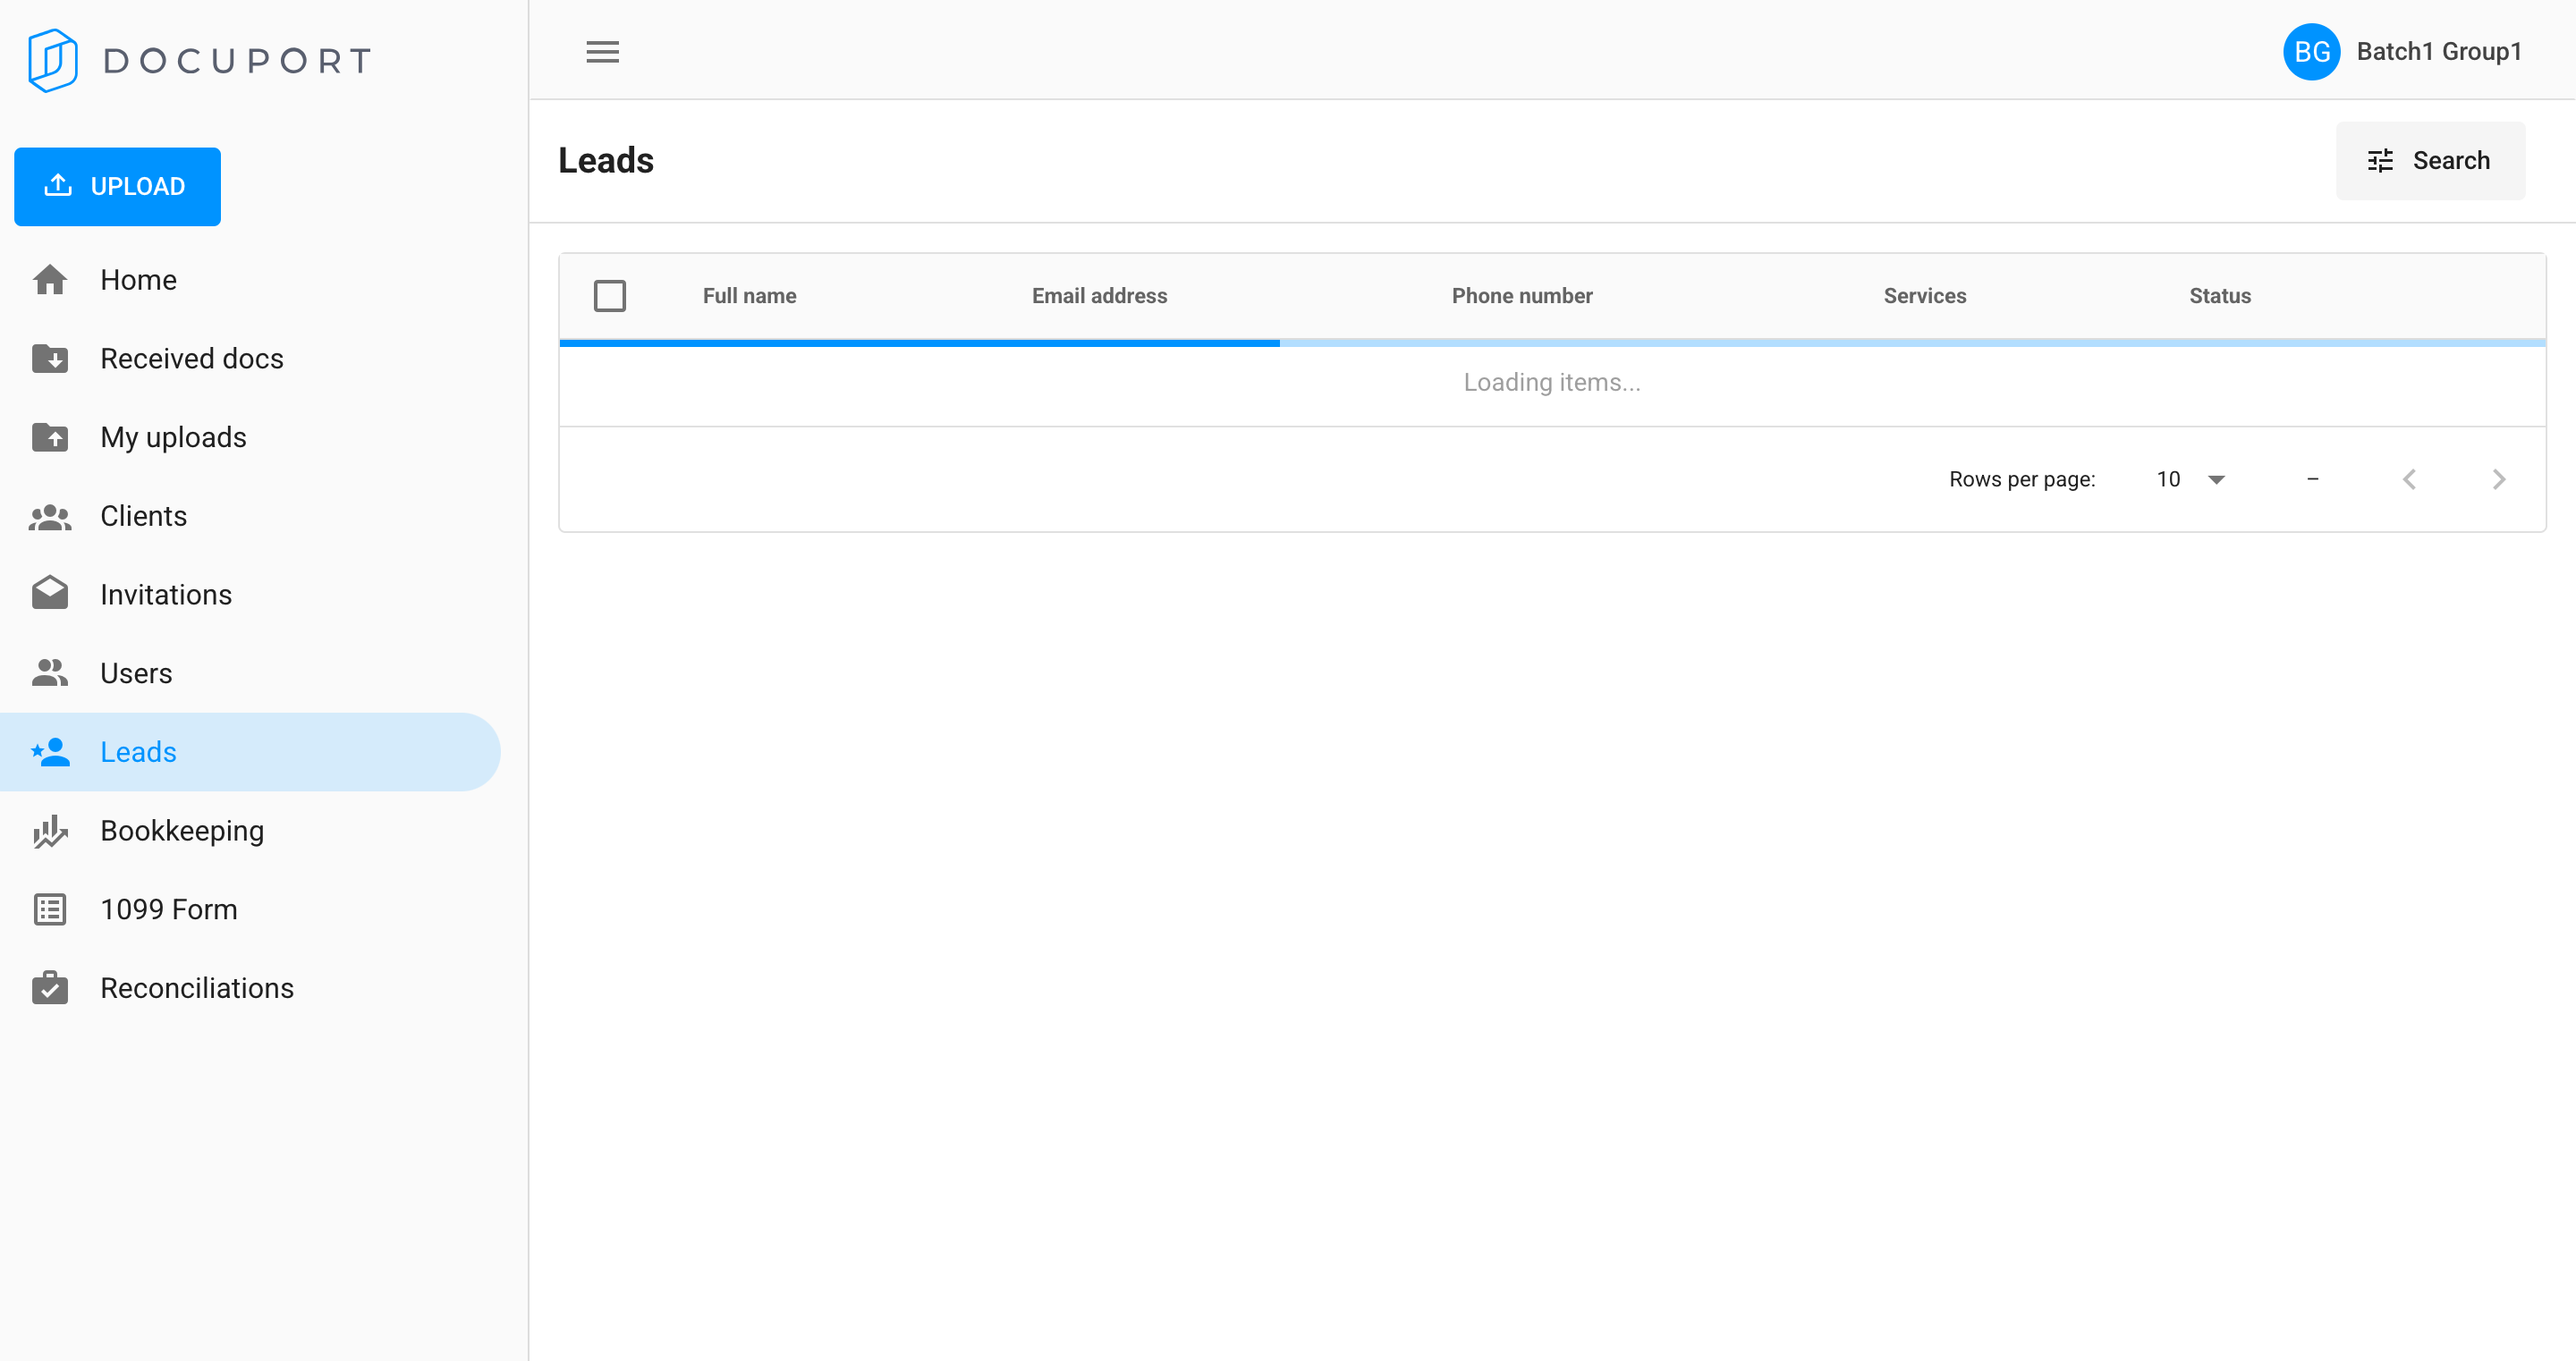 DOCUPORT
BG Batch1 Group1
UPLOAD
Home
Received docs
My uploads
Clients
Invitations
Users
Leads
Bookkeeping
1099 Form
Reconciliations
Leads
Search
Full name Email address Phone number Services Status
Loading items...
Rows per page: 10 –